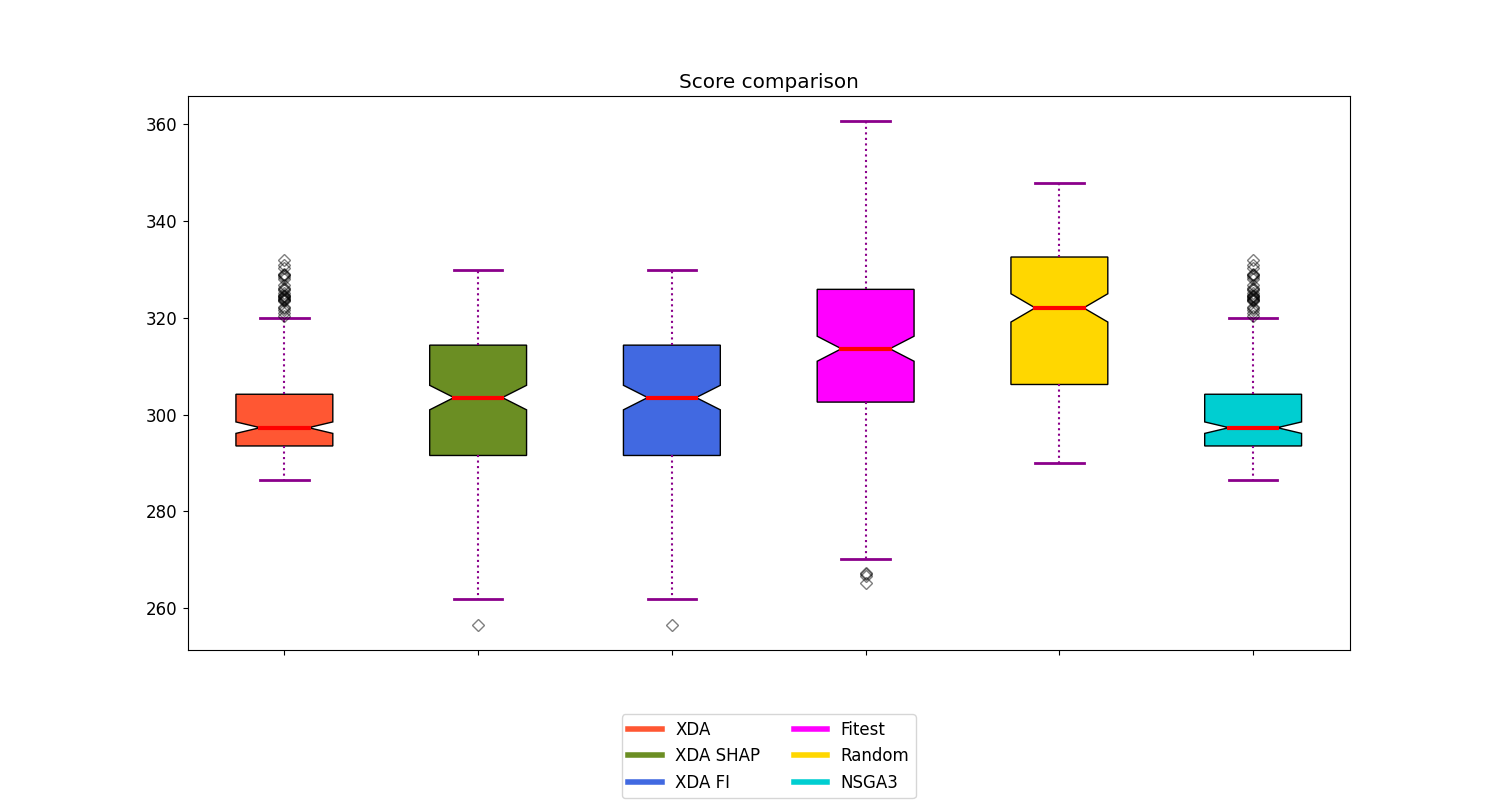 Score comparison
360
340
320
300
280
260
XDA
XDA SHAP
XDA FI
Fitest
Random
NSGA3